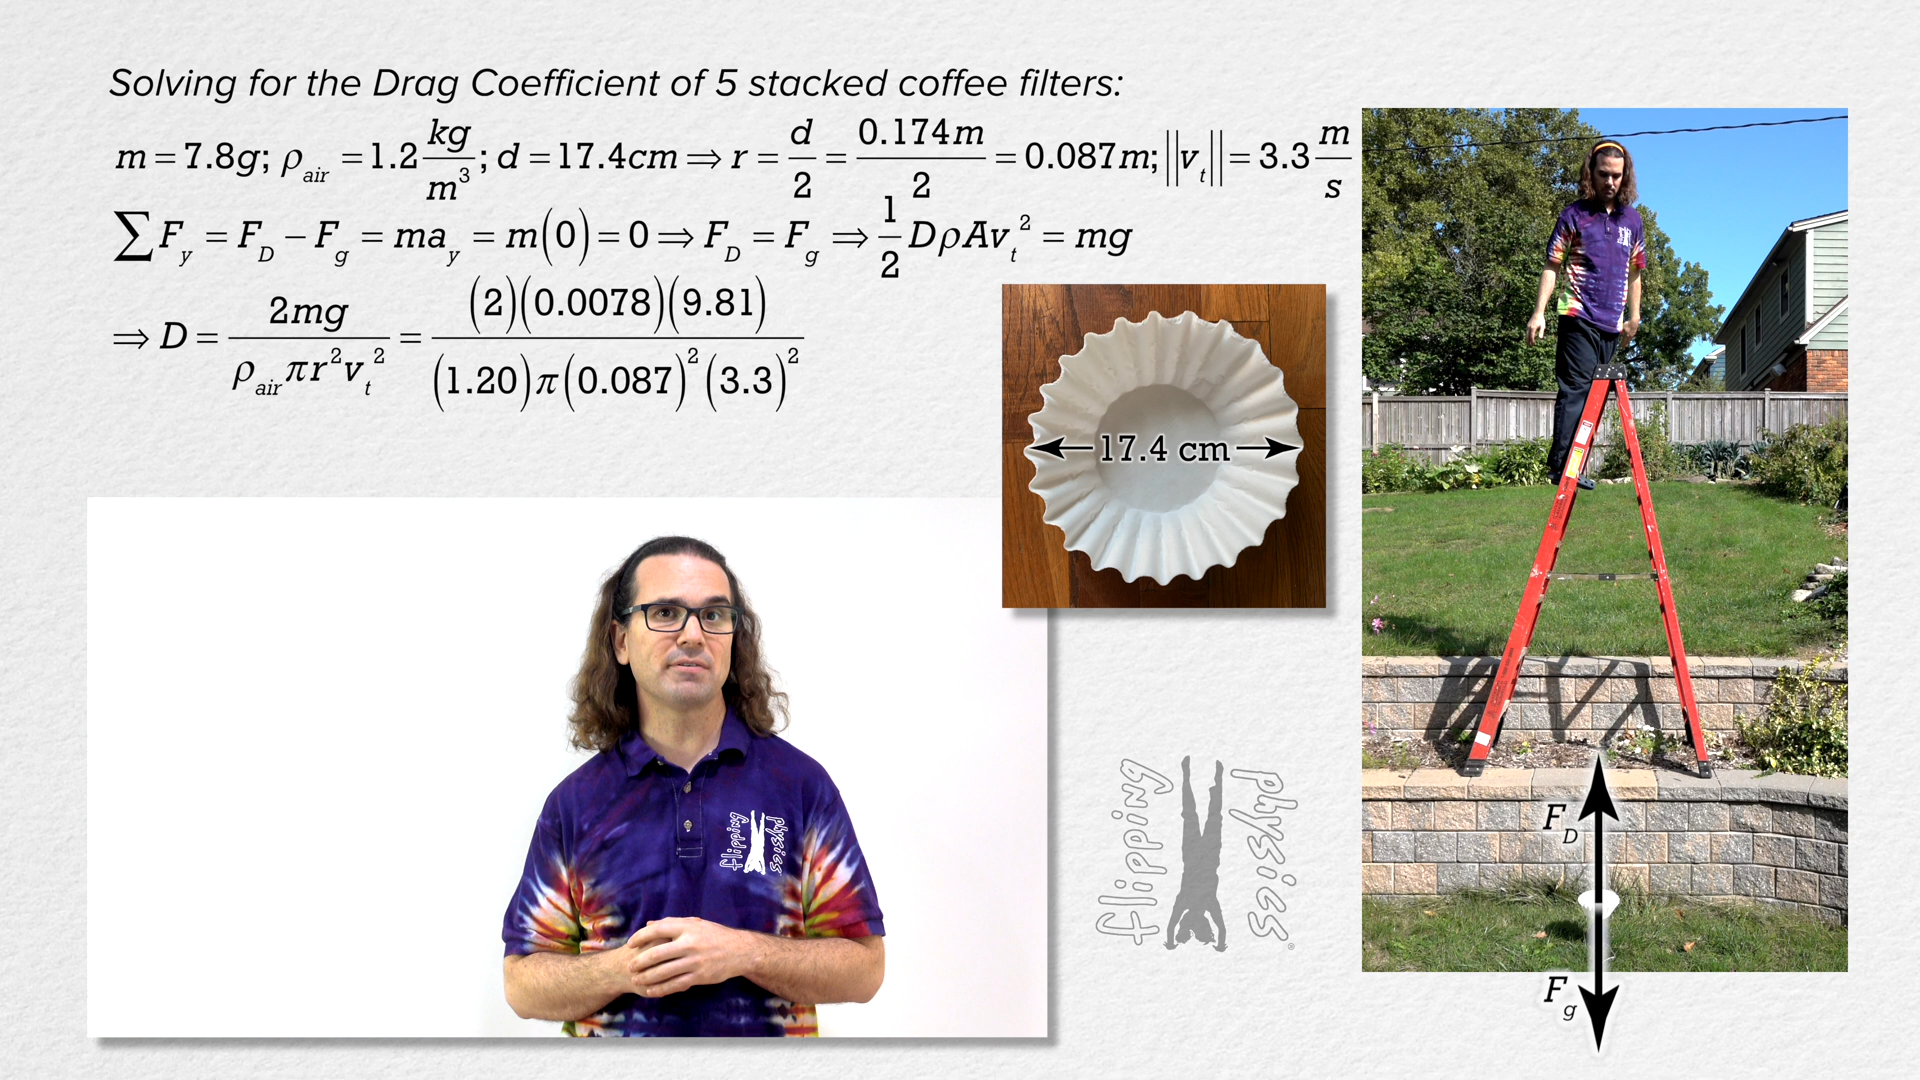 Solving for the Drag Coefficient of 5 stacked coffee filters:
m = 7.8g; ρ_air = 1.2 kg/m³; d = 17.4cm ⇒ r = d/2 = 0.174m/2 = 0.087m; ||v_t|| = 3.3 m/s
∑F_y = F_D − F_g = ma_y = m(0) = 0 ⇒ F_D = F_g ⇒ 1/2 DρAv_t² = mg
⇒ D = 2mg/(ρ_air πr²v_t²) = (2)(0.0078)(9.81)/((1.20)π(0.087)²(3.3)²)
17.4 cm
flipping physics®
flipping physics
F_D
F_g